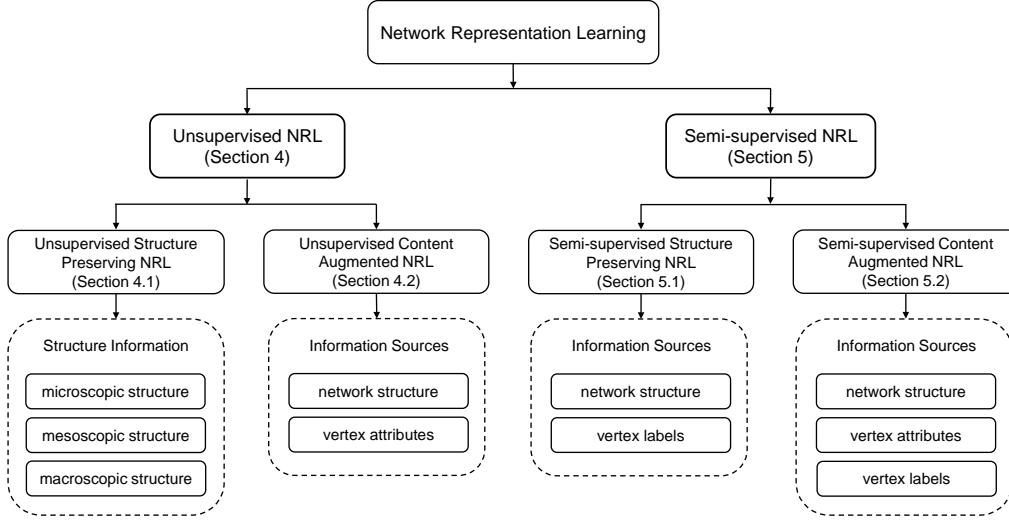 Network Representation Learning
Unsupervised NRL
(Section 4)
Semi-supervised NRL
(Section 5)
Unsupervised Structure
Preserving NRL
(Section 4.1)
Unsupervised Content
Augmented NRL
(Section 4.2)
Semi-supervised Structure
Preserving NRL
(Section 5.1)
Semi-supervised Content
Augmented NRL
(Section 5.2)
Structure Information
microscopic structure
mesoscopic structure
macroscopic structure
Information Sources
network structure
vertex attributes
Information Sources
network structure
vertex labels
Information Sources
network structure
vertex attributes
vertex labels